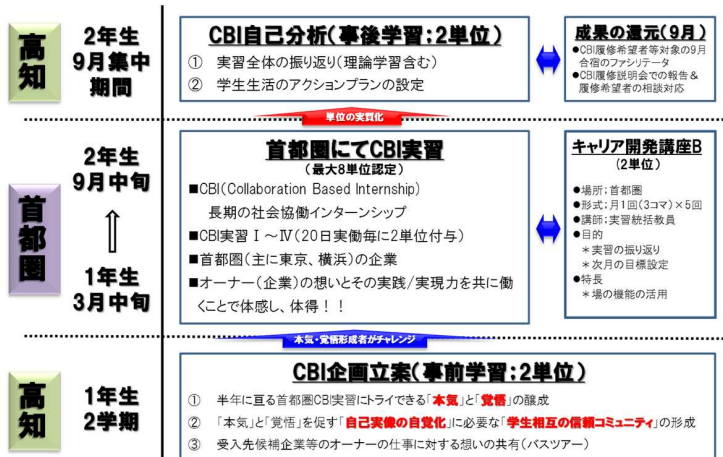 高知
2年生
9月集中
期間
CBI自己分析(事後学習:2単位)
① 実習全体の振り返り(理論学習含む)
② 学生生活のアクションプランの設定
成果の還元(9月)
●CBI履修希望者等対象の9月
合宿のファシリテータ
●CBI履修説明会での報告&
履修希望者の相談対応
単位の実質化
首都圏
2年生
9月中旬
1年生
3月中旬
首都圏にてCBI実習
(最大8単位認定)
■CBI(Collaboration Based Internship)
長期の社会協働インターンシップ
■CBI実習Ⅰ~Ⅳ(20日実働毎に2単位付与)
■首都圏(主に東京、横浜)の企業
■オーナー(企業)の想いとその実践/実現力を共に働
くことで体感し、体得!!
キャリア開発講座B
(2単位)
●場所;首都圏
●形式;月1回(3コマ)×5回
●講師;実習統括教員
●目的
*実習の振り返り
*次月の目標設定
●特長
*場の機能の活用
本気・覚悟形成者がチャレンジ
高知
1年生
2学期
CBI企画立案(事前学習:2単位)
① 半年に亘る首都圏CBI実習にトライできる「本気」と「覚悟」の醸成
② 「本気」と「覚悟」を促す「自己実像の自覚化」に必要な「学生相互の信頼コミュニティ」の形成
③ 受入先候補企業等のオーナーの仕事に対する想いの共有(バスツアー)